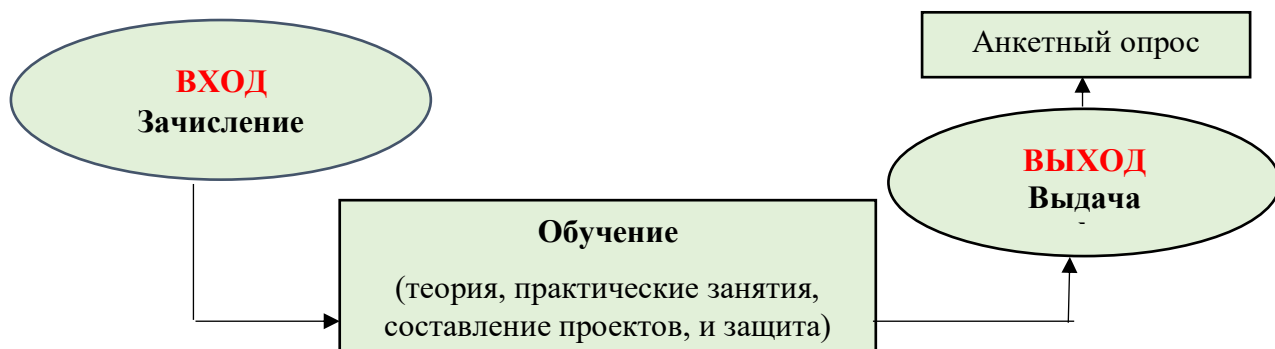 ВХОД
Зачисление
Анкетный опрос
ВЫХОД
Выдача
Обучение
(теория, практические занятия,
составление проектов, и защита)